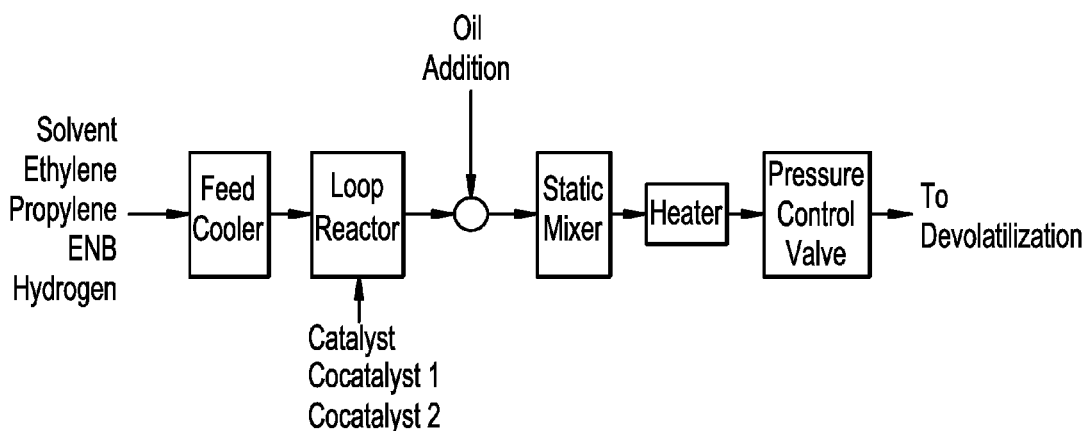 Oil
Addition
Solvent
Ethylene
Propylene
ENB
Hydrogen
Feed
Cooler
Loop
Reactor
Static
Mixer
Heater
Pressure
Control
Valve
To
Devolatilization
Catalyst
Cocatalyst 1
Cocatalyst 2